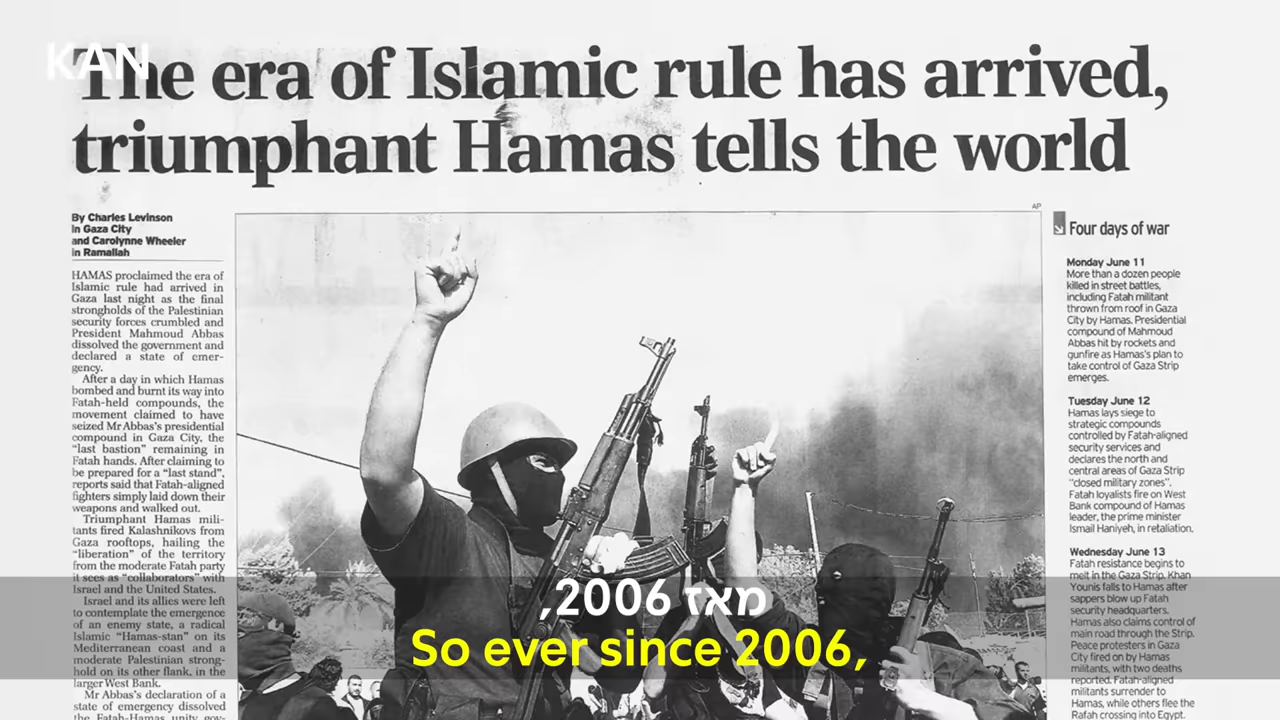 KAN
The era of Islamic rule has arrived,
triumphant Hamas tells the world
By Charles Levinson
in Gaza City
and Carolynne Wheeler
in Ramallah
HAMAS proclaimed the era of
Islamic rule had arrived in
Gaza last night as the final
strongholds of the Palestinian
security forces crumbled and
President Mahmoud Abbas
dissolved the government and
declared a state of emer-
gency.
After a day in which Hamas
bombed and burnt its way into
Fatah-held compounds, the
movement claimed to have
seized Mr Abbas's presidential
compound in Gaza City, the
“last bastion” remaining in
Fatah hands. After claiming to
be prepared for a “last stand”,
reports said that Fatah-aligned
fighters simply laid down their
weapons and walked out.
Triumphant Hamas mili-
tants fired Kalashnikovs from
Gaza rooftops, hailing the
“liberation” of the territory
from the moderate Fatah party
it sees as “collaborators” with
Israel and the United States.
Israel and its allies were left
to contemplate the emergence
of an enemy state, a radical
Islamic “Hamas-stan” on its
Mediterranean coast and a
moderate Palestinian strong-
hold on its other flank, in the
larger West Bank.
Mr Abbas's declaration of a
state of emergency dissolved
the Fatah-Hamas unity gov-
AP
Four days of war
Monday June 11
More than a dozen people
killed in street battles,
including Fatah militant
thrown from roof in Gaza
City by Hamas. Presidential
compound of Mahmoud
Abbas hit by rockets and
gunfire as Hamas's plan to
take control of Gaza Strip
emerges.
Tuesday June 12
Hamas lays siege to
strategic compounds
controlled by Fatah-aligned
security services and
declares the north and
central areas of Gaza Strip
“closed military zones”.
Fatah loyalists fire on West
Bank compound of Hamas
leader, the prime minister
Ismail Haniyeh, in retaliation.
Wednesday June 13
Fatah resistance begins to
melt in the Gaza Strip. Khan
Younis falls to Hamas after
sappers blow up Fatah
security headquarters.
Hamas also claims control of
main road through the Strip.
Peace protesters in Gaza
City fired on by Hamas
militants, with two deaths
reported. Fatah-aligned
militants surrender to
Hamas, while others flee the
Rafah crossing into Egypt.
מאז 2006,
So ever since 2006,